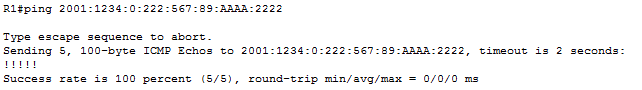 R1#ping 2001:1234:0:222:567:89:AAAA:2222
Type escape sequence to abort.
Sending 5, 100-byte ICMP Echos to 2001:1234:0:222:567:89:AAAA:2222, timeout is 2 seconds:
!!!!!
Success rate is 100 percent (5/5), round-trip min/avg/max = 0/0/0 ms